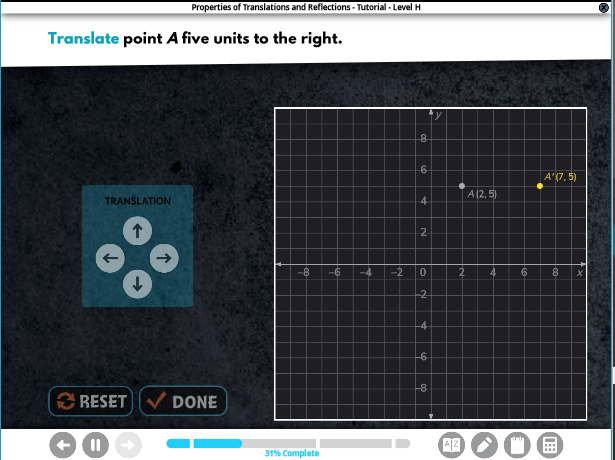 Properties of Translations and Reflections - Tutorial - Level H
Translate point A five units to the right.
TRANSLATION
y
8
6
A'(7, 5)
A (2, 5)
4
2
−8 −6 −4 −2 0 2 4 6 8 x
−2
−4
−6
−8
RESET DONE
31% Complete
A Z